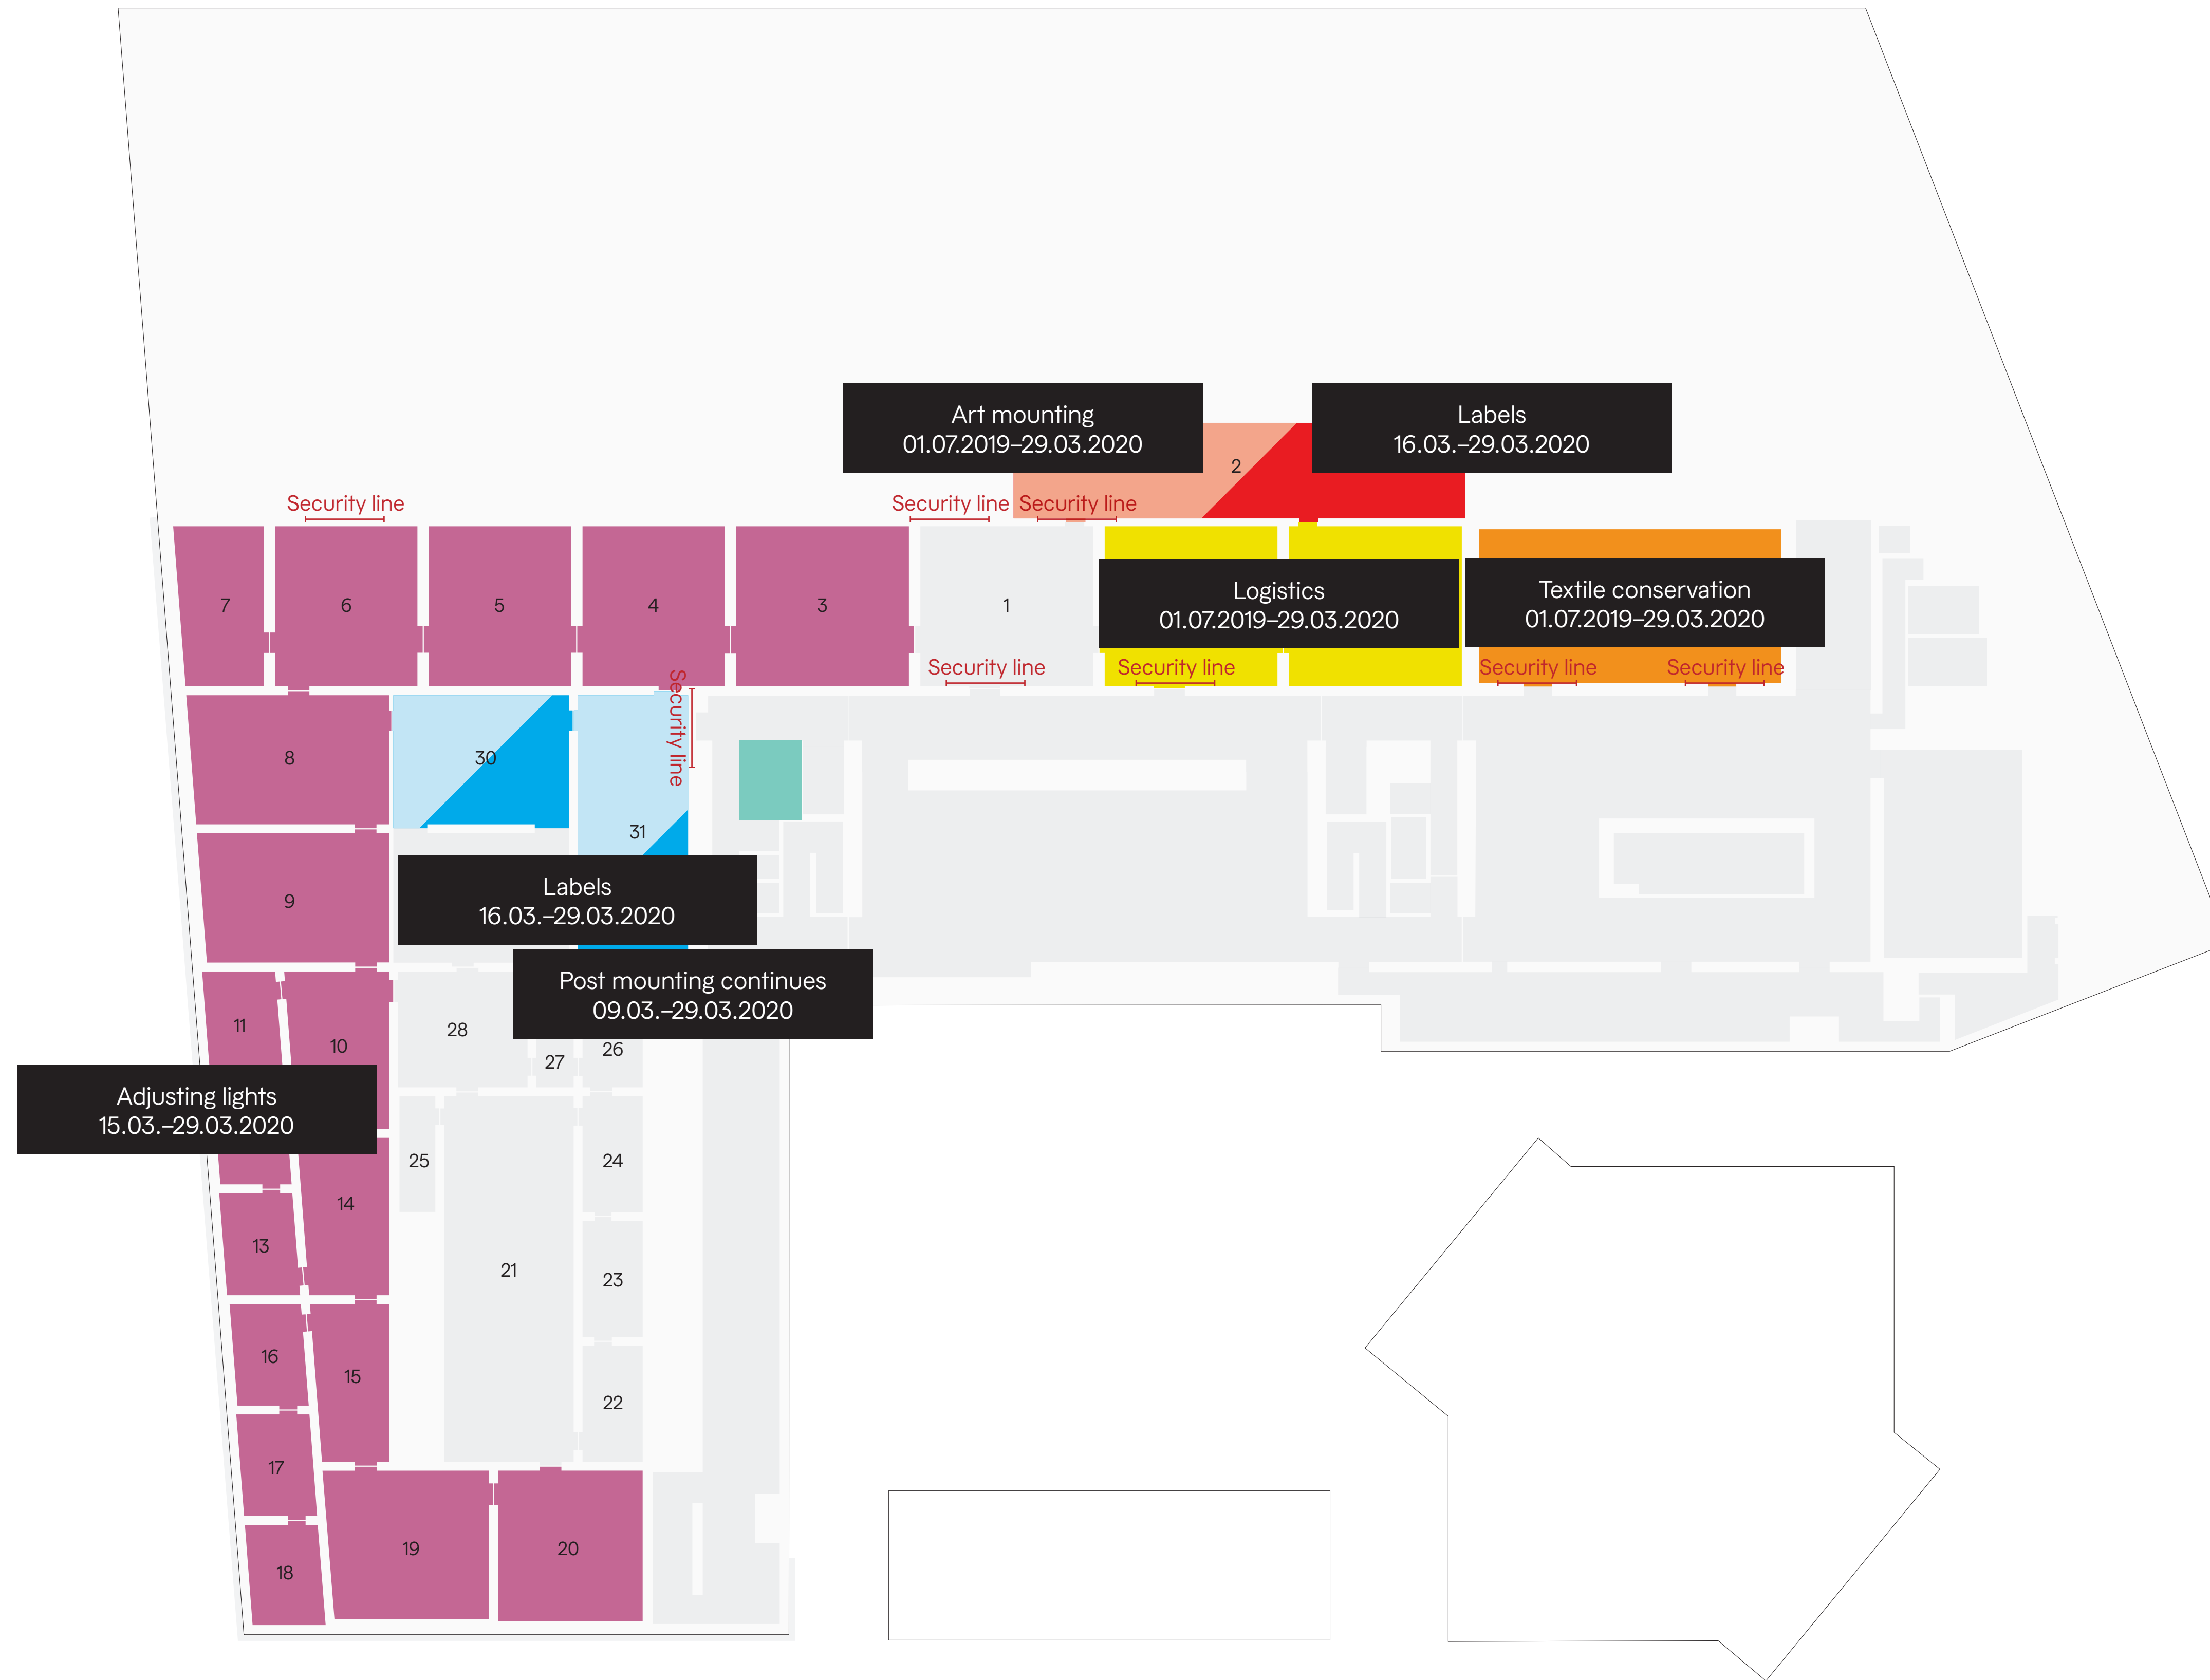 Art mounting
01.07.2019–29.03.2020
Labels
16.03.–29.03.2020
2
Security line
Security line
Security line
7
6
5
4
3
1
Logistics
01.07.2019–29.03.2020
Textile conservation
01.07.2019–29.03.2020
Security line
Security line
Security line
Security line
Security line
8
30
31
9
Labels
16.03.–29.03.2020
Post mounting continues
09.03.–29.03.2020
11
10
28
27
26
Adjusting lights
15.03.–29.03.2020
25
24
14
13
21
23
16
15
22
17
19
20
18